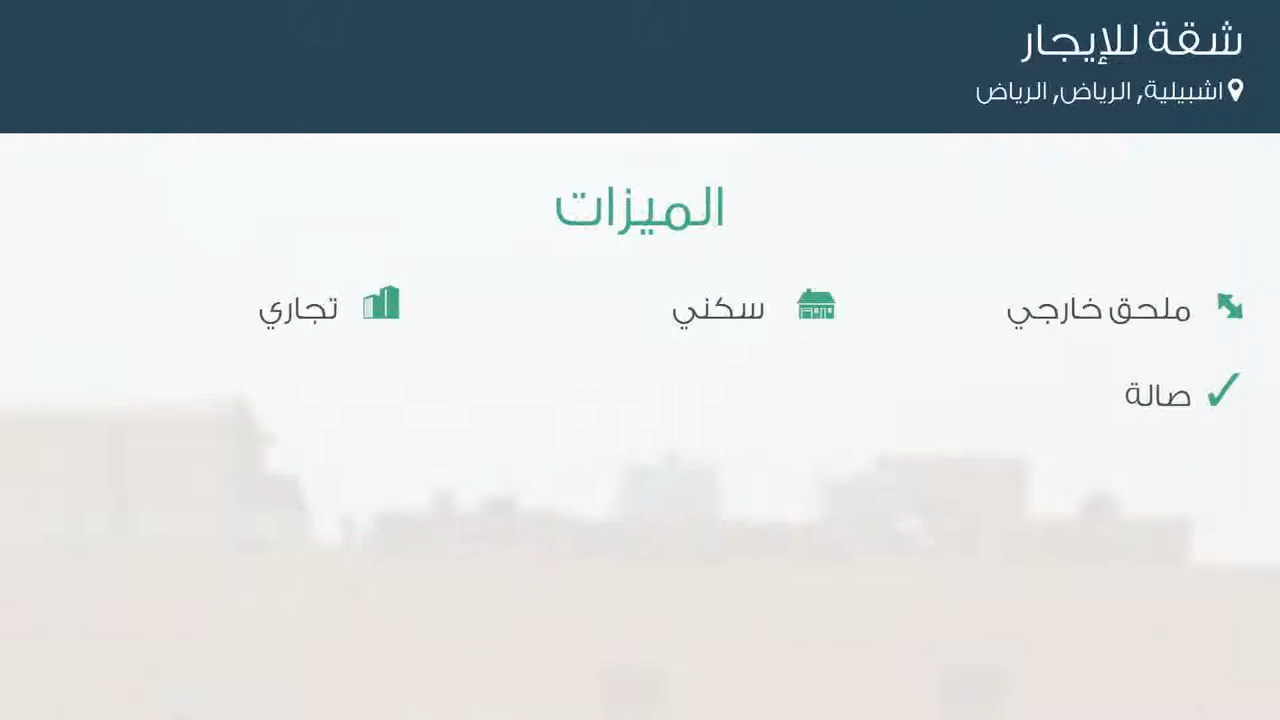 شقة للإيجار
اشبيلية, الرياض, الرياض
الميزات
ملحق خارجي
سكني
تجاري
صالة